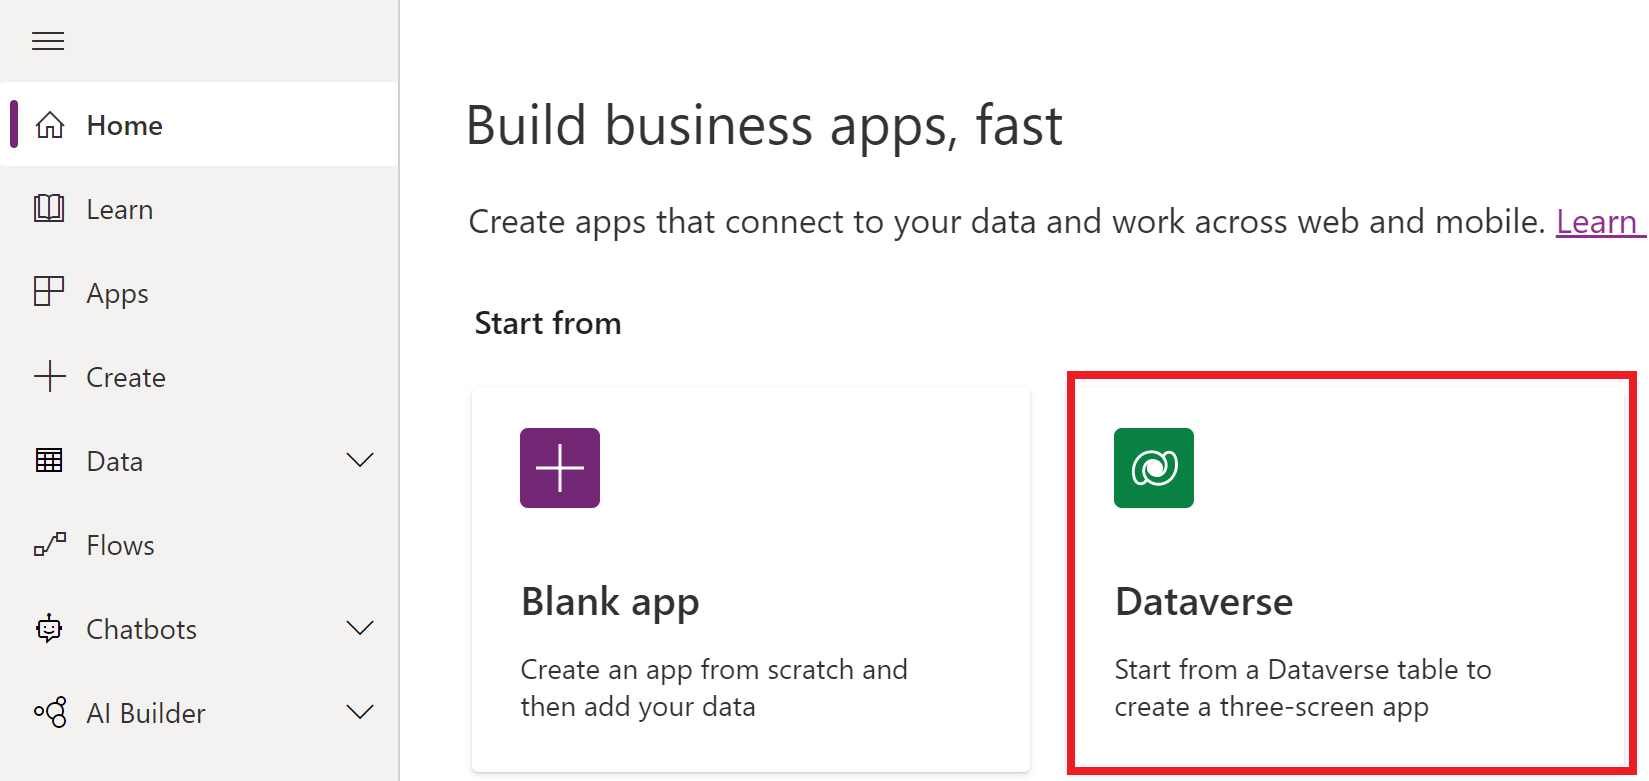 Home
Learn
Apps
Create
Data
Flows
Chatbots
AI Builder
Build business apps, fast
Create apps that connect to your data and work across web and mobile. Learn
Start from
Blank app
Create an app from scratch and
then add your data
Dataverse
Start from a Dataverse table to
create a three-screen app